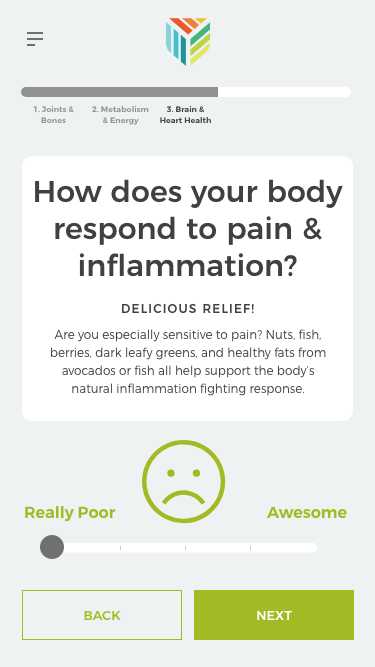 1. Joints & Bones
2. Metabolism & Energy
3. Brain & Heart Health
How does your body
respond to pain &
inflammation?
DELICIOUS RELIEF!
Are you especially sensitive to pain? Nuts, fish,
berries, dark leafy greens, and healthy fats from
avocados or fish all help support the body's
natural inflammation fighting response.
Really Poor
Awesome
BACK
NEXT